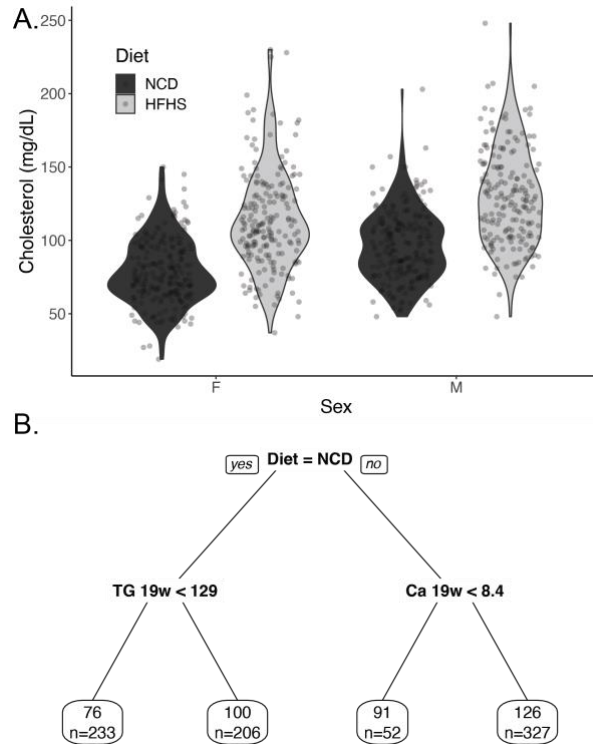 A.
Cholesterol (mg/dL)
250
200
150
100
50
Diet
NCD
HFHS
F
M
Sex
B.
yes Diet = NCD no
TG 19w < 129
Ca 19w < 8.4
76
n=233
100
n=206
91
n=52
126
n=327